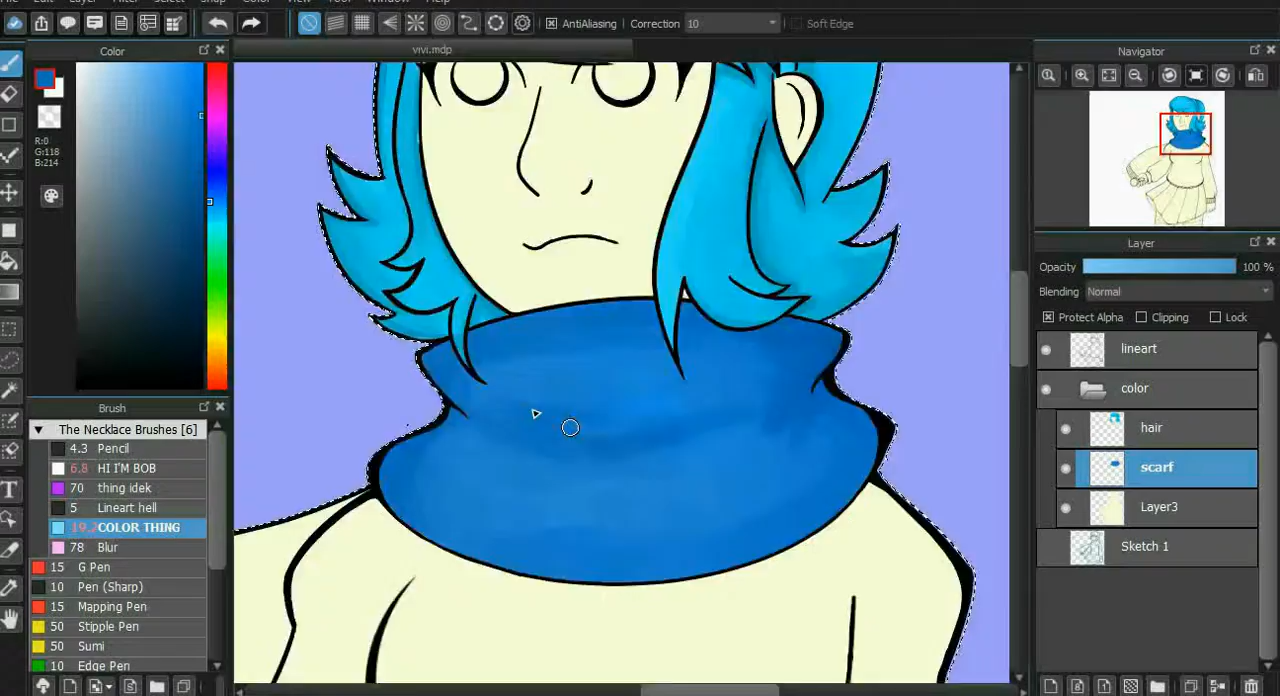 AntiAliasing Correction 10 Soft Edge
Color
vivi.mdp
Navigator
R:0
G:118
B:214
Layer
Opacity 100 %
Blending Normal
Protect Alpha Clipping Lock
lineart
color
hair
scarf
Layer3
Sketch 1
Brush
The Necklace Brushes [6]
4.3 Pencil
6.8 HI I'M BOB
70 thing idek
5 Lineart hell
19.2 COLOR THING
78 Blur
15 G Pen
10 Pen (Sharp)
15 Mapping Pen
50 Stipple Pen
50 Sumi
10 Edge Pen